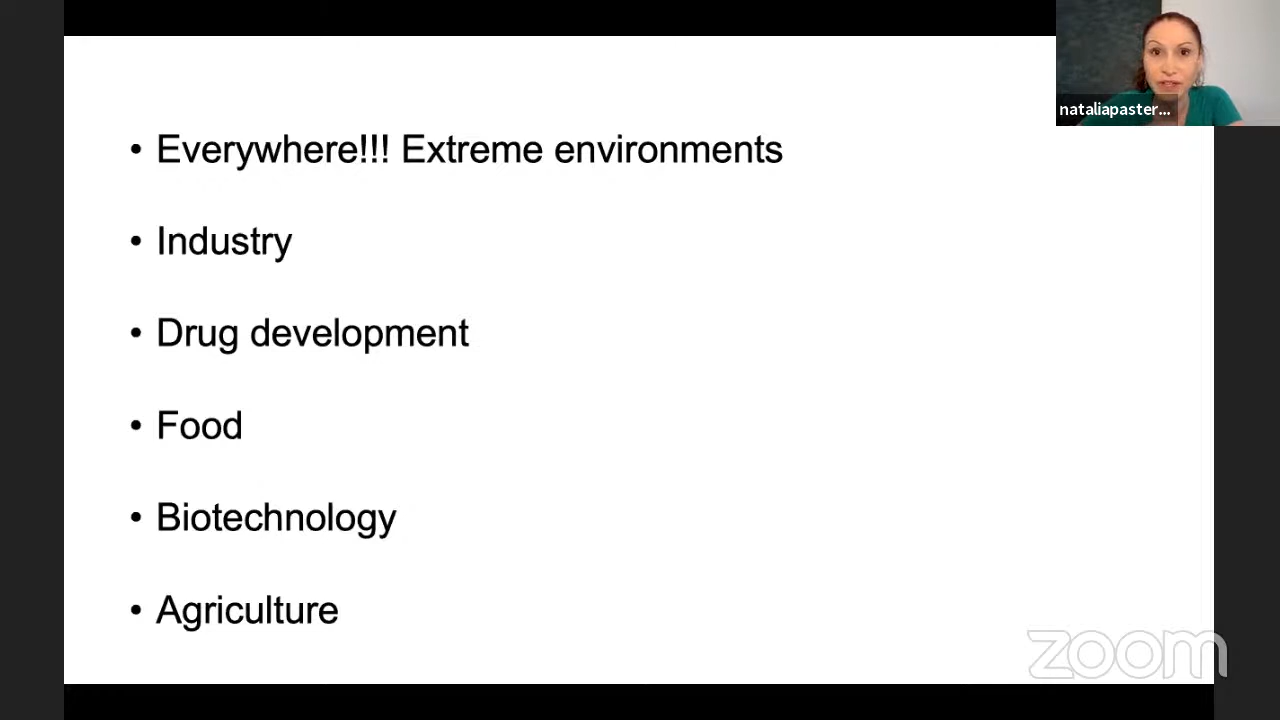 nataliapaster...
• Everywhere!!! Extreme environments
• Industry
• Drug development
• Food
• Biotechnology
• Agriculture
zoom